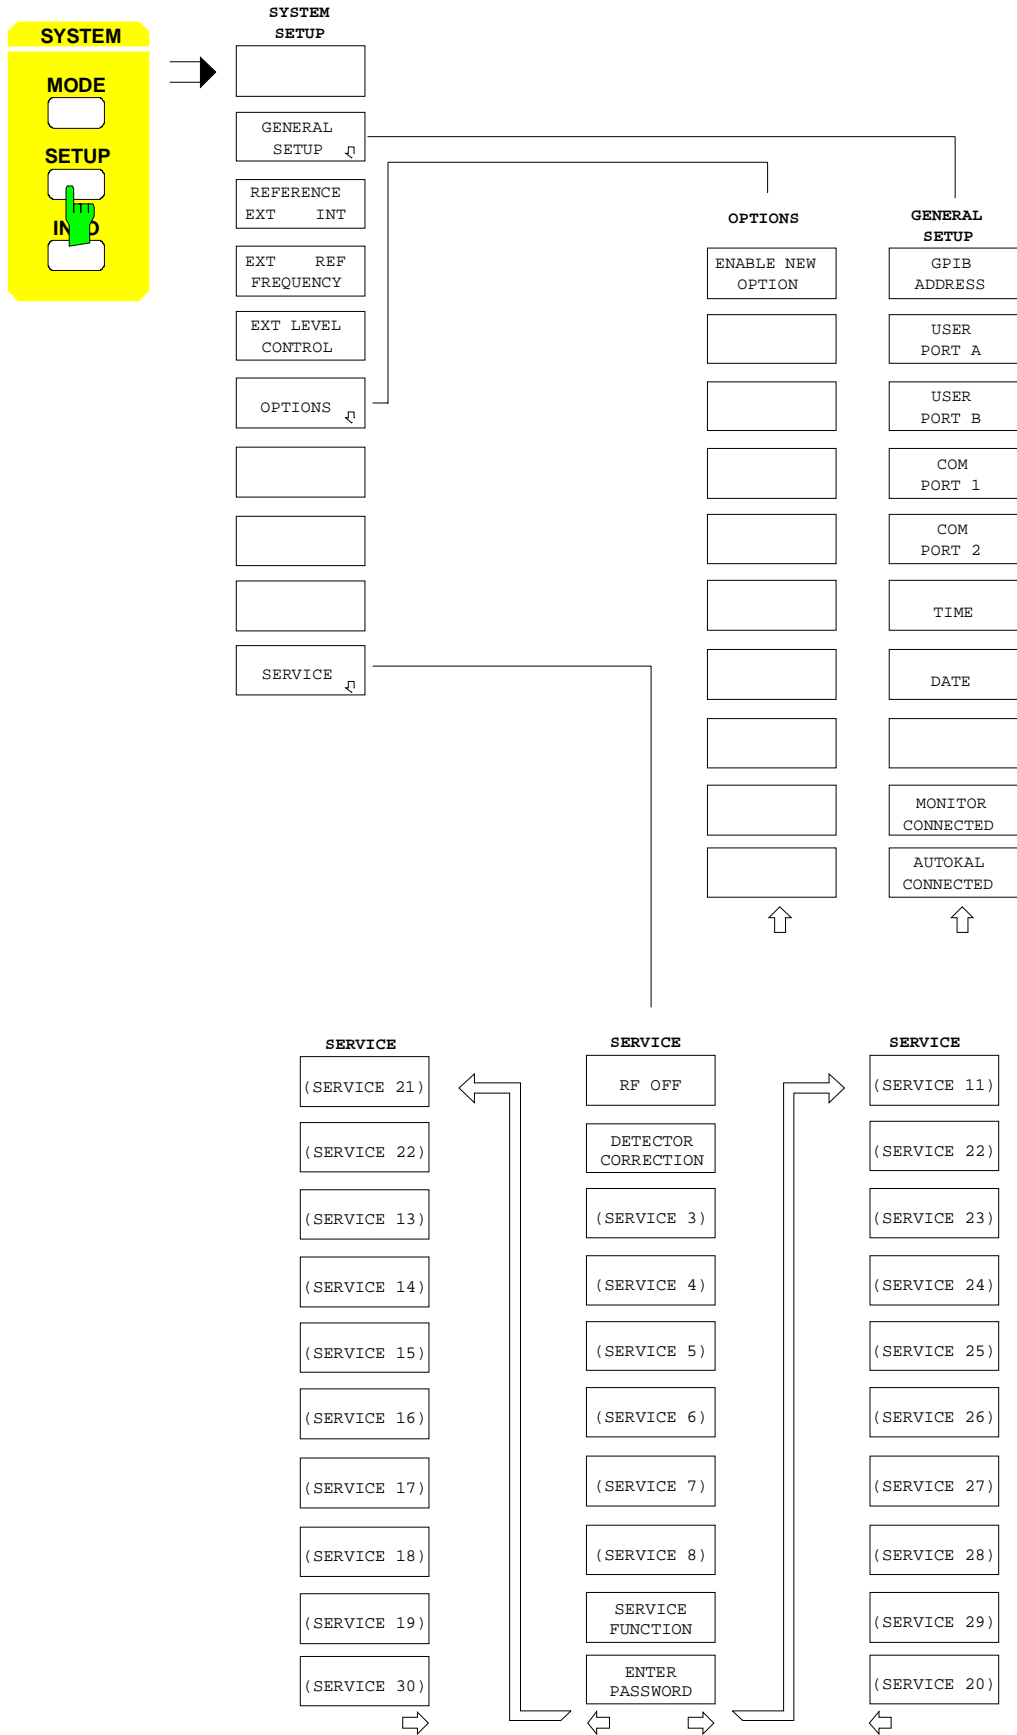 SYSTEM
MODE
SETUP
IN O
SYSTEM
SETUP
GENERAL
SETUP
REFERENCE
EXT INT
EXT REF
FREQUENCY
EXT LEVEL
CONTROL
OPTIONS
SERVICE
OPTIONS
ENABLE NEW
OPTION
GENERAL
SETUP
GPIB
ADDRESS
USER
PORT A
USER
PORT B
COM
PORT 1
COM
PORT 2
TIME
DATE
MONITOR
CONNECTED
AUTOKAL
CONNECTED
SERVICE
(SERVICE 21)
(SERVICE 22)
(SERVICE 13)
(SERVICE 14)
(SERVICE 15)
(SERVICE 16)
(SERVICE 17)
(SERVICE 18)
(SERVICE 19)
(SERVICE 30)
SERVICE
RF OFF
DETECTOR
CORRECTION
(SERVICE 3)
(SERVICE 4)
(SERVICE 5)
(SERVICE 6)
(SERVICE 7)
(SERVICE 8)
SERVICE
FUNCTION
ENTER
PASSWORD
SERVICE
(SERVICE 11)
(SERVICE 22)
(SERVICE 23)
(SERVICE 24)
(SERVICE 25)
(SERVICE 26)
(SERVICE 27)
(SERVICE 28)
(SERVICE 29)
(SERVICE 20)